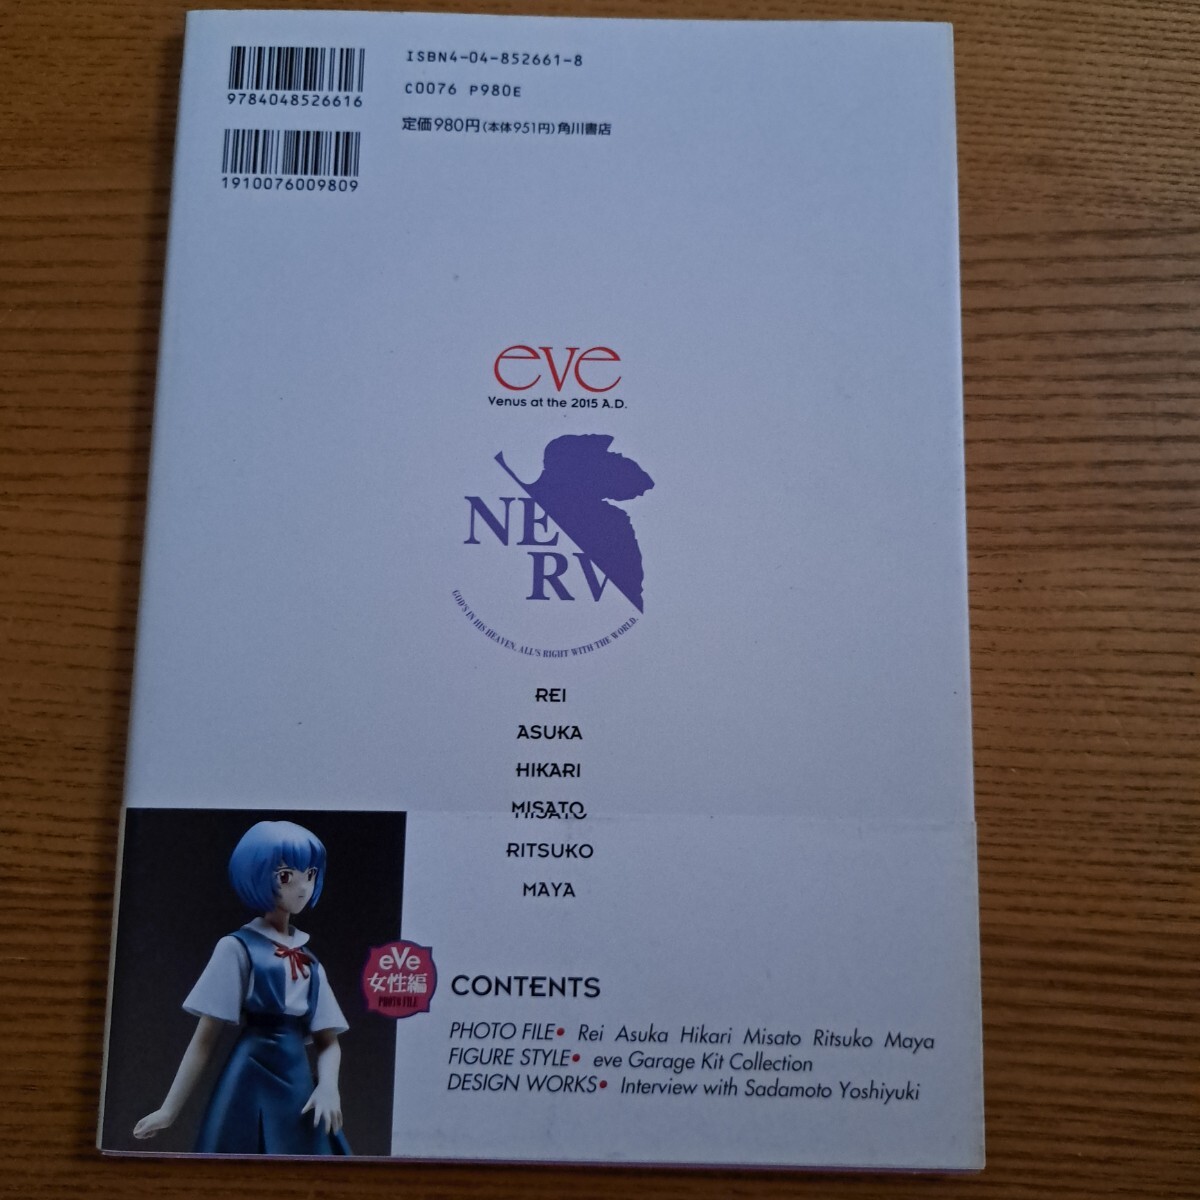 ISBN4-04-852661-8
C0076 P980E
定価980円(本体951円)角川書店
9784048526616
1910076009809
eve
Venus at the 2015 A.D.
NERV
GOD'S IN HIS HEAVEN. ALL'S RIGHT WITH THE WORLD.
REI
ASUKA
HIKARI
MISATO
RITSUKO
MAYA
eVe
女性編
PHOTO FILE
CONTENTS
PHOTO FILE• Rei Asuka Hikari Misato Ritsuko Maya
FIGURE STYLE• eve Garage Kit Collection
DESIGN WORKS• Interview with Sadamoto Yoshiyuki